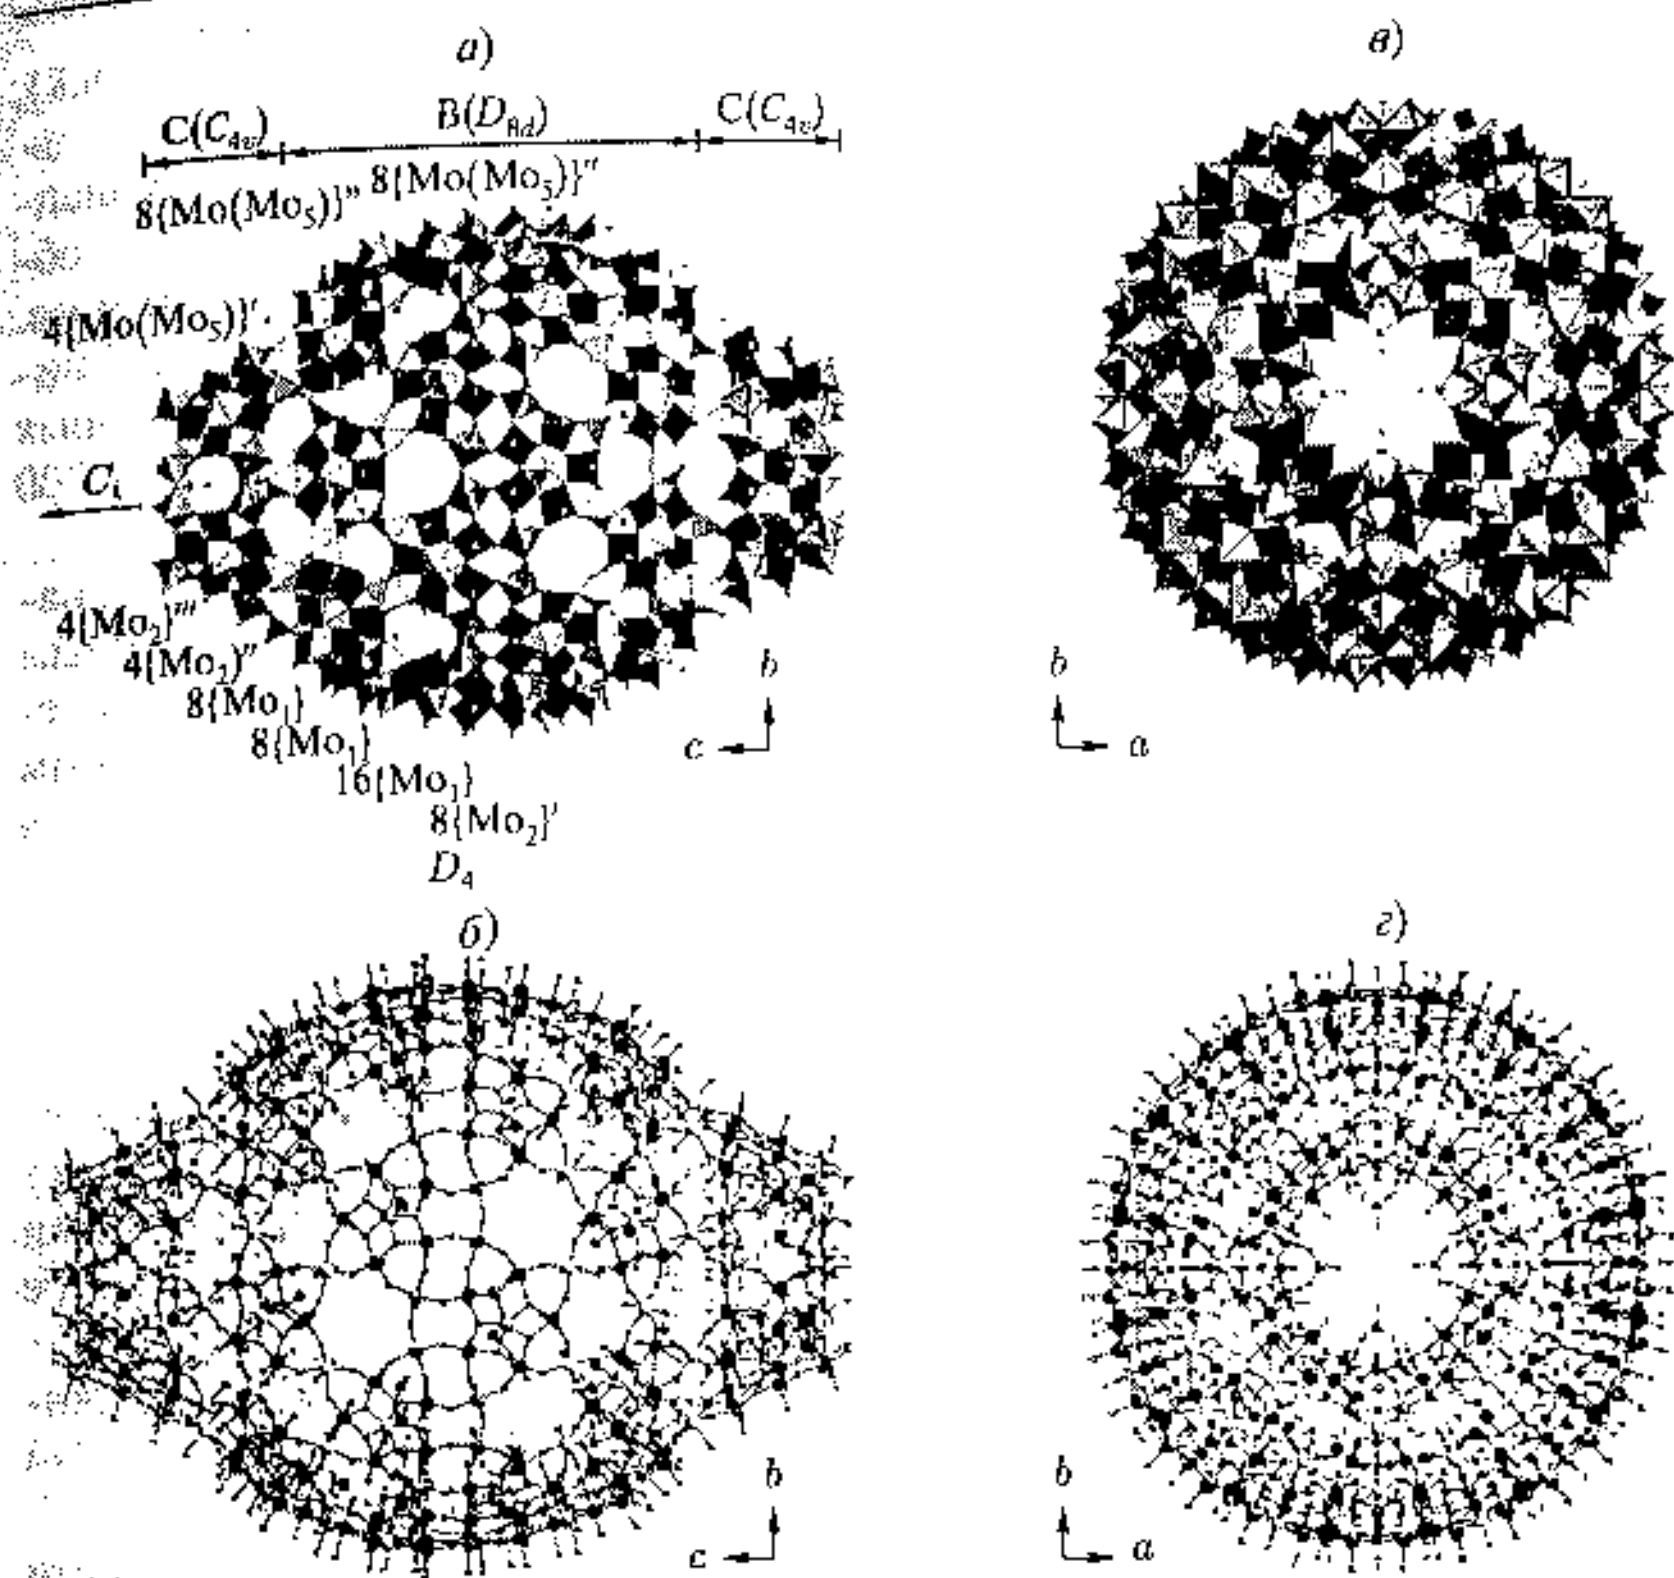 а)
C(C4v) B(D8d) C(C4v)
8{Mo(Mo5)}" 8{Mo(Mo5)}"
4{Mo(Mo5)}'
4{Mo2}'''
4{Mo2}"
8{Mo1}
8{Mo1}
16{Mo1}
8{Mo2}'
D4
b
c
в)
b
a
б)
b
c
г)
b
a